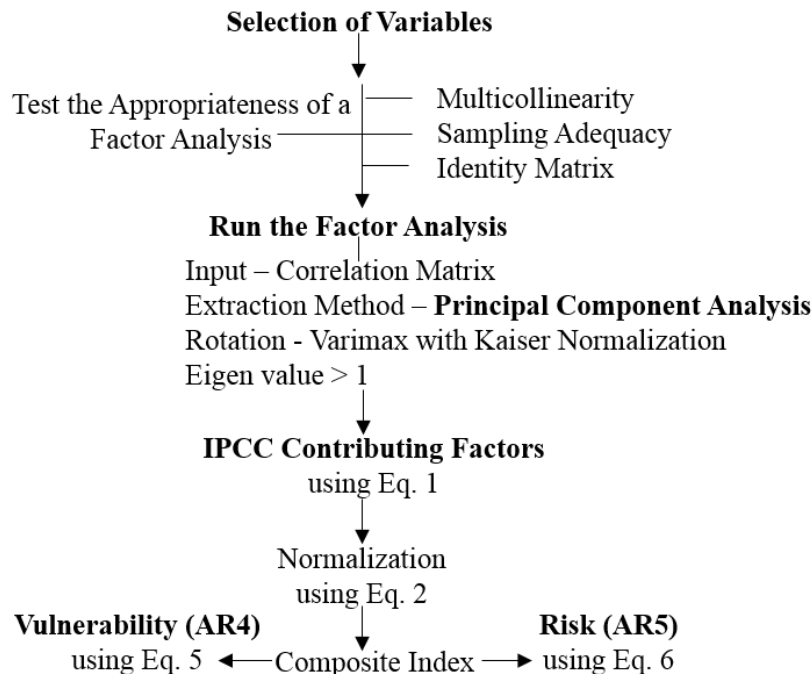 Selection of Variables
Test the Appropriateness of a
Factor Analysis
Multicollinearity
Sampling Adequacy
Identity Matrix
Run the Factor Analysis
Input – Correlation Matrix
Extraction Method – Principal Component Analysis
Rotation - Varimax with Kaiser Normalization
Eigen value > 1
IPCC Contributing Factors
using Eq. 1
Normalization
using Eq. 2
Vulnerability (AR4)
using Eq. 5
Composite Index
Risk (AR5)
using Eq. 6